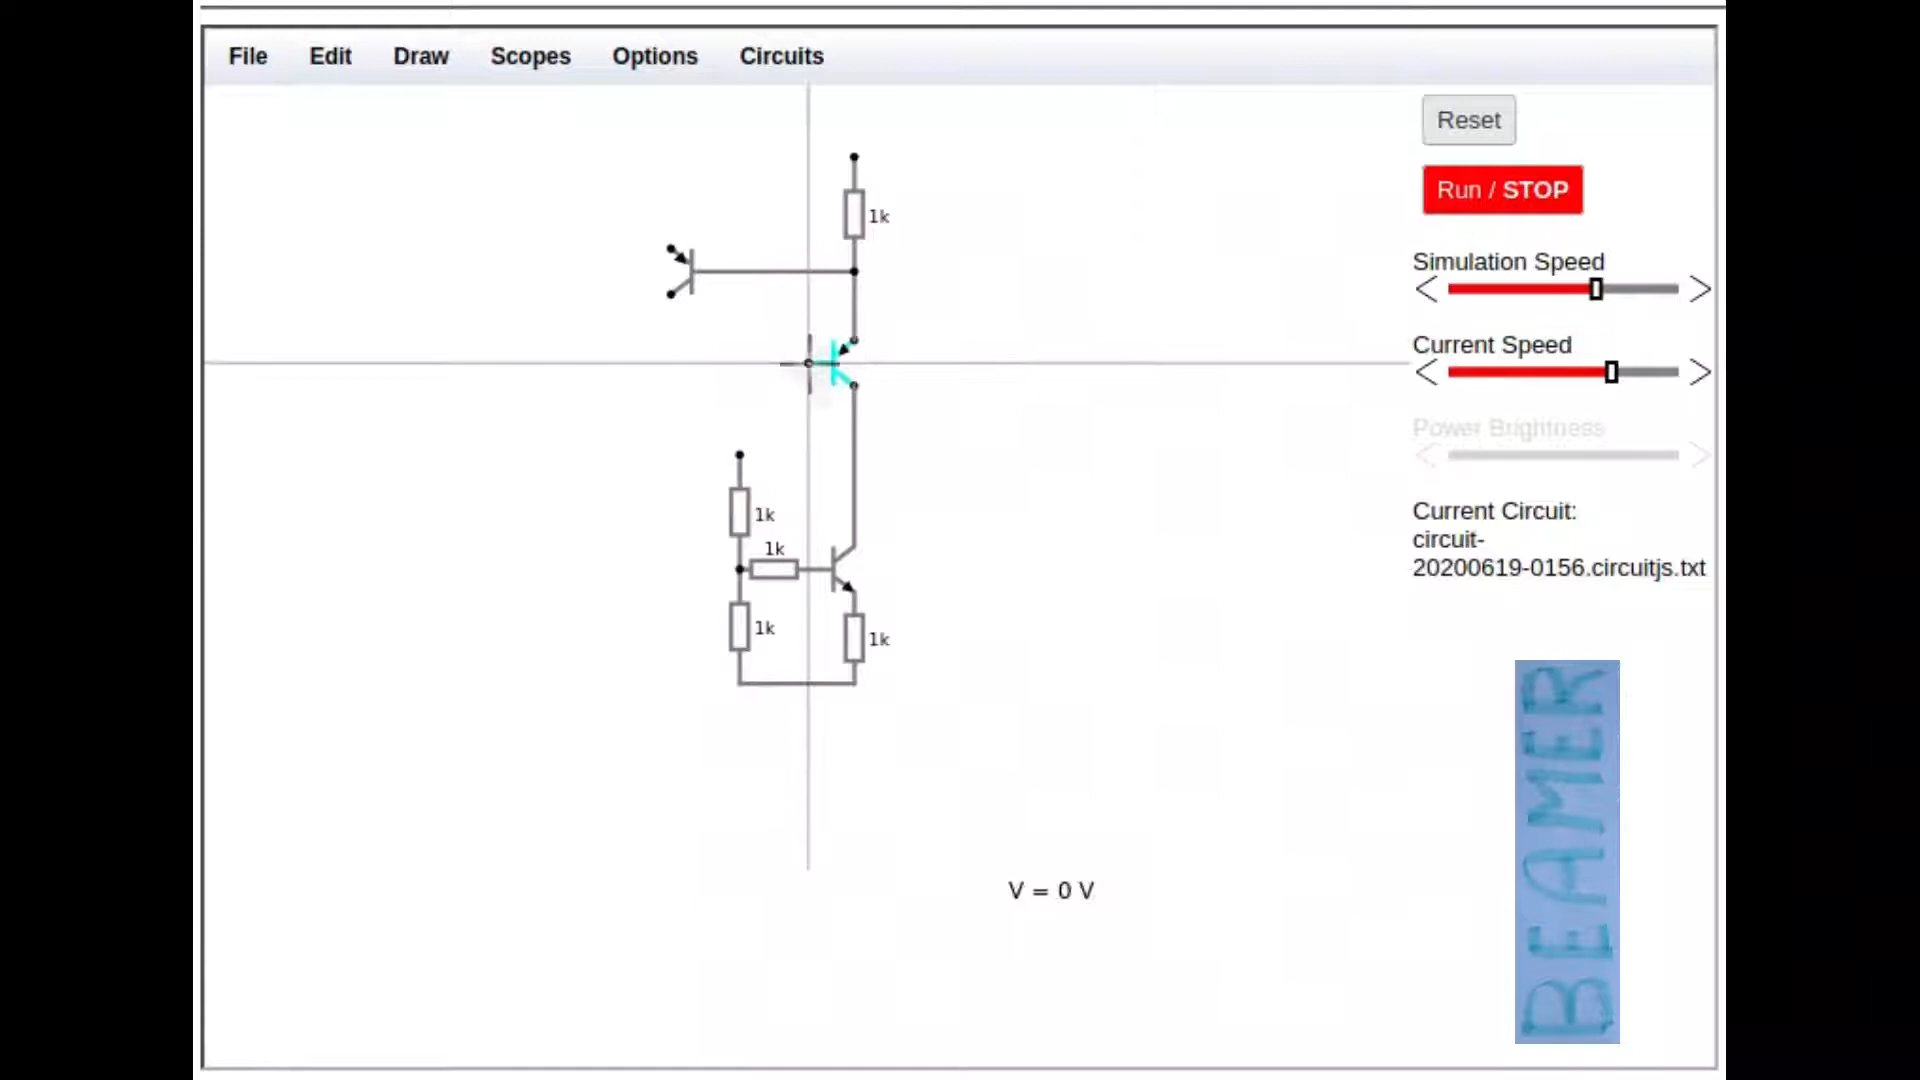 File Edit Draw Scopes Options Circuits
Reset
Run / STOP
Simulation Speed
Current Speed
Power Brightness
Current Circuit:
circuit-
20200619-0156.circuitjs.txt
1k
1k
1k
1k
1k
V = 0 V
BEAMER